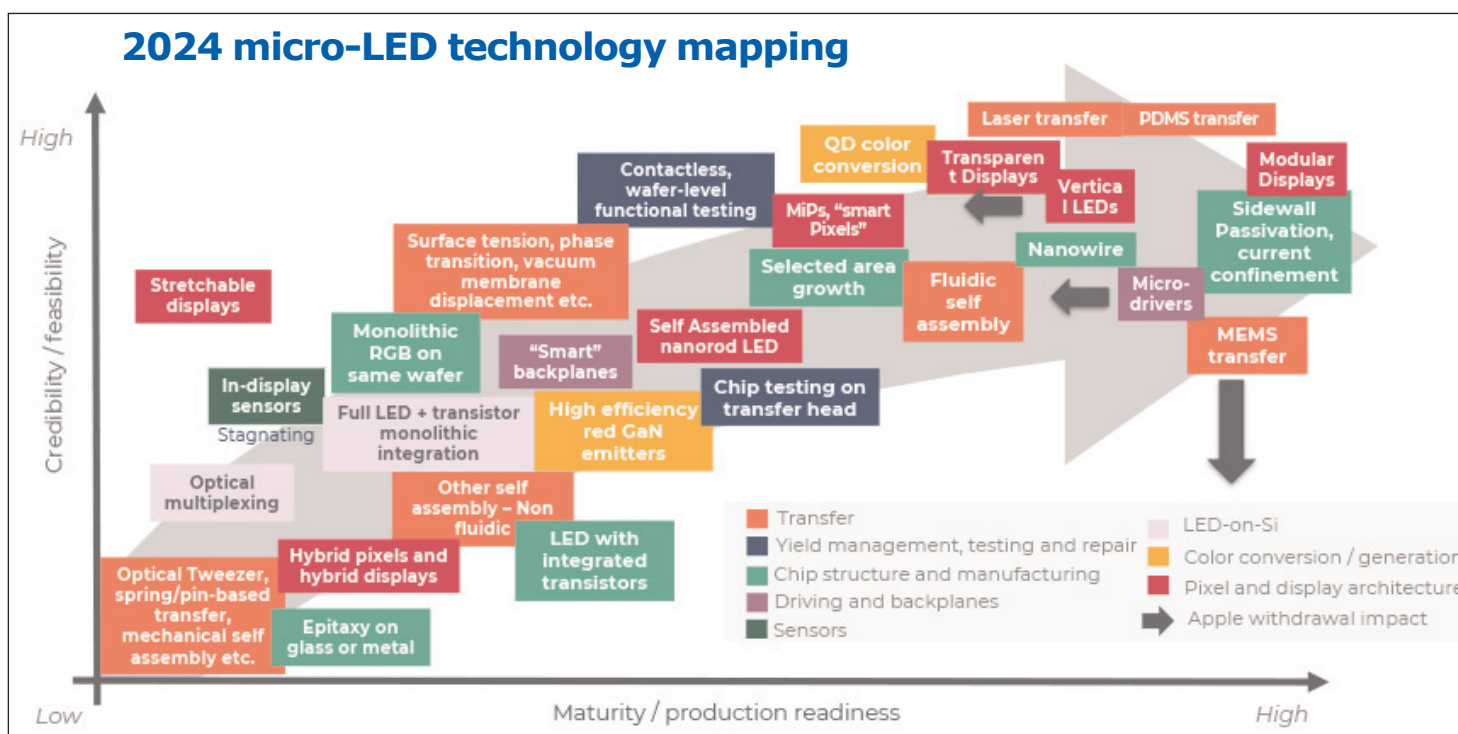 2024 micro-LED technology mapping
High
Credibility / feasibility
Low
Maturity / production readiness
High
Laser transfer
PDMS transfer
QD color
conversion
Transparen
t Displays
Modular
Displays
Contactless,
wafer-level
functional testing
Vertica
l LEDs
MiPs, “smart
Pixels”
Sidewall
Passivation,
current
confinement
Surface tension, phase
transition, vacuum
membrane
displacement etc.
Selected area
growth
Nanowire
Fluidic
self
assembly
Micro-
drivers
Stretchable
displays
Monolithic
RGB on
same wafer
“Smart”
backplanes
Self Assembled
nanorod LED
MEMS
transfer
In-display
sensors
Stagnating
Full LED + transistor
monolithic
integration
High efficiency
red GaN
emitters
Chip testing on
transfer head
Optical
multiplexing
Other self
assembly – Non
fluidic
LED with
integrated
transistors
Hybrid pixels and
hybrid displays
Optical Tweezer,
spring/pin-based
transfer,
mechanical self
assembly etc.
Epitaxy on
glass or metal
Transfer
Yield management, testing and repair
Chip structure and manufacturing
Driving and backplanes
Sensors
LED-on-Si
Color conversion / generation
Pixel and display architecture
Apple withdrawal impact